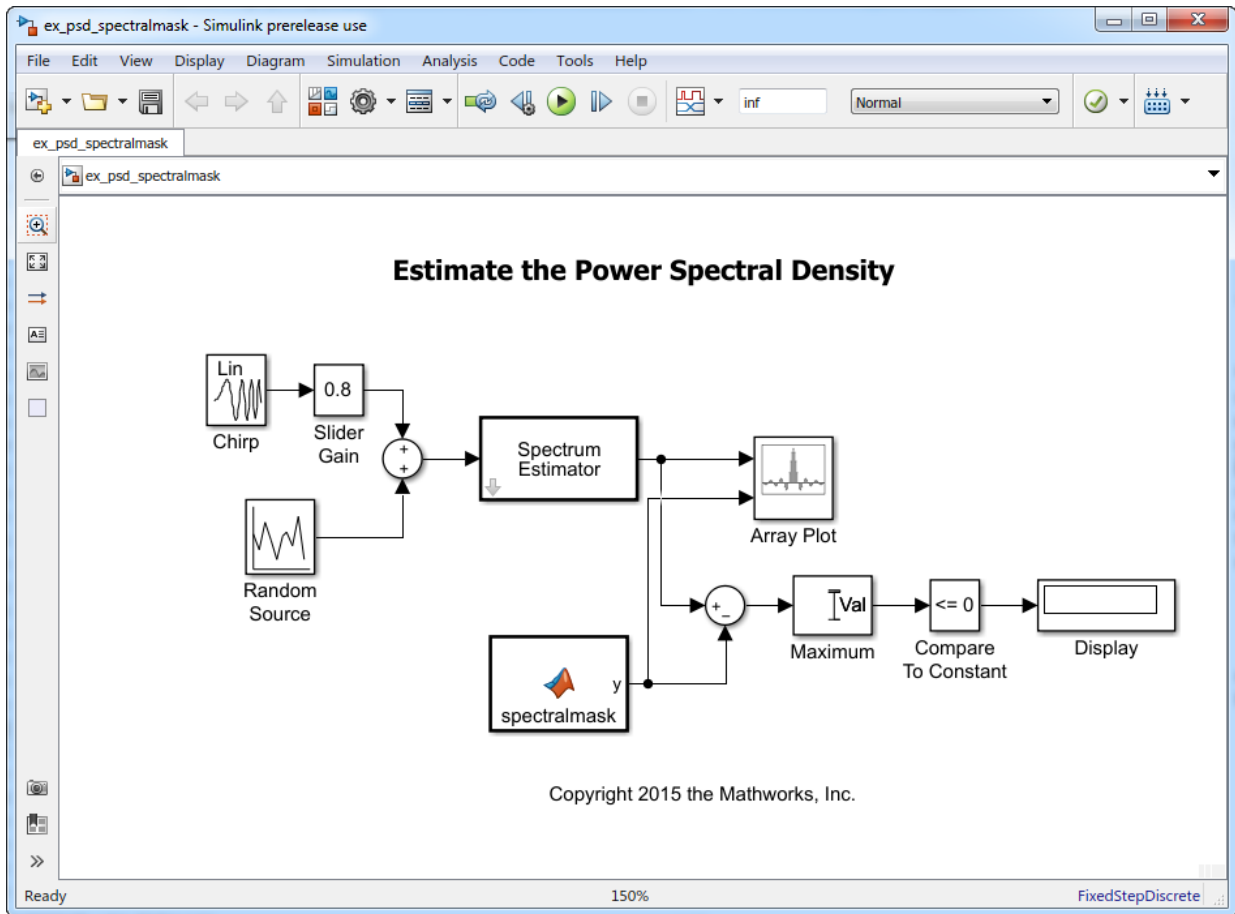 ex_psd_spectralmask - Simulink prerelease use
File Edit View Display Diagram Simulation Analysis Code Tools Help
inf Normal
ex_psd_spectralmask
ex_psd_spectralmask
Estimate the Power Spectral Density
Lin
0.8
Chirp
Slider
Gain
+
+
Spectrum
Estimator
Array Plot
Random
Source
+
-
Val
<= 0
Maximum
Compare
To Constant
Display
y
spectralmask
Copyright 2015 the Mathworks, Inc.
Ready 150% FixedStepDiscrete